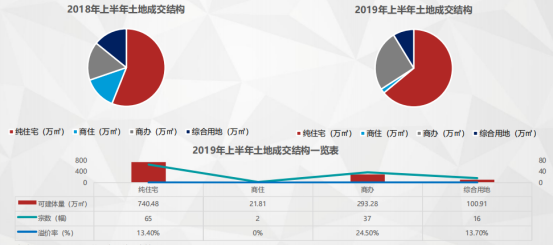 2018年上半年土地成交结构
2019年上半年土地成交结构
纯住宅（万㎡） 商住（万㎡） 商办（万㎡） 综合用地（万㎡）
纯住宅（万㎡） 商住（万㎡） 商办（万㎡） 综合用地（万㎡）
2019年上半年土地成交结构一览表
800 80
400 40
0 0
纯住宅 商住 商办 综合用地
可建体量（万㎡） 740.48 21.81 293.28 100.91
宗数（幅） 65 2 37 16
溢价率（%） 13.40% 0% 24.50% 13.70%